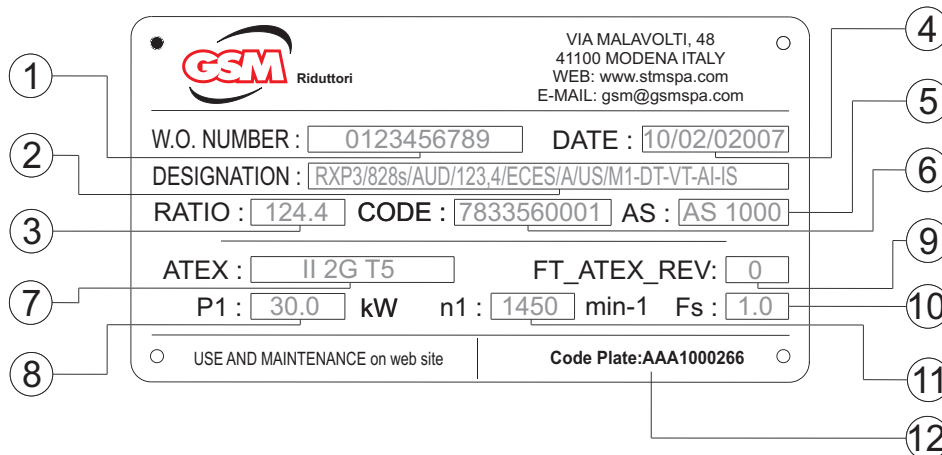 GSM Riduttori
VIA MALAVOLTI, 48
41100 MODENA ITALY
WEB: www.stmspa.com
E-MAIL: gsm@gsmspa.com
W.O. NUMBER : 0123456789 DATE : 10/02/02007
DESIGNATION : RXP3/828s/AUD/123,4/ECES/A/US/M1-DT-VT-AI-IS
RATIO : 124.4 CODE : 7833560001 AS : AS 1000
ATEX : II 2G T5 FT_ATEX_REV: 0
P1 : 30.0 kW n1 : 1450 min-1 Fs : 1.0
USE AND MAINTENANCE on web site Code Plate:AAA1000266
1
2
3
7
8
4
5
6
9
10
11
12